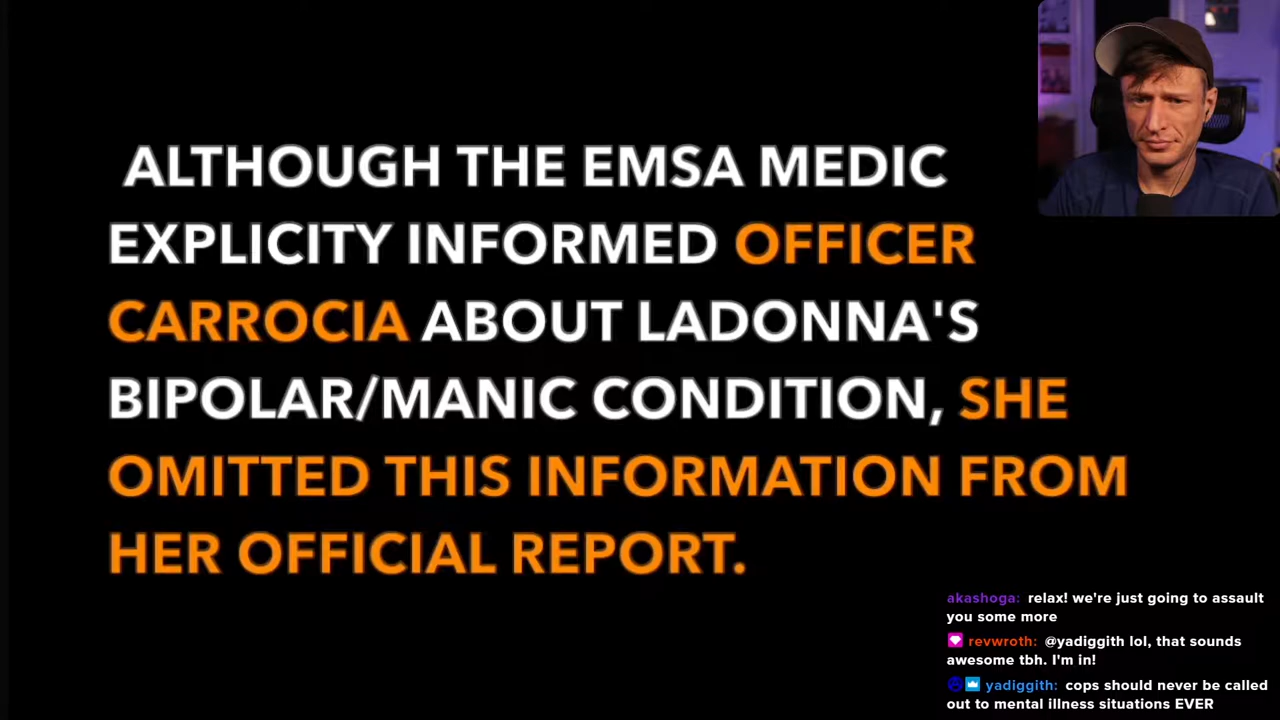 ALTHOUGH THE EMSA MEDIC
EXPLICITY INFORMED OFFICER
CARROCIA ABOUT LADONNA'S
BIPOLAR/MANIC CONDITION, SHE
OMITTED THIS INFORMATION FROM
HER OFFICIAL REPORT.
akashoga: relax! we're just going to assault
you some more
revwroth: @yadiggith lol, that sounds
awesome tbh. I'm in!
yadiggith: cops should never be called
out to mental illness situations EVER